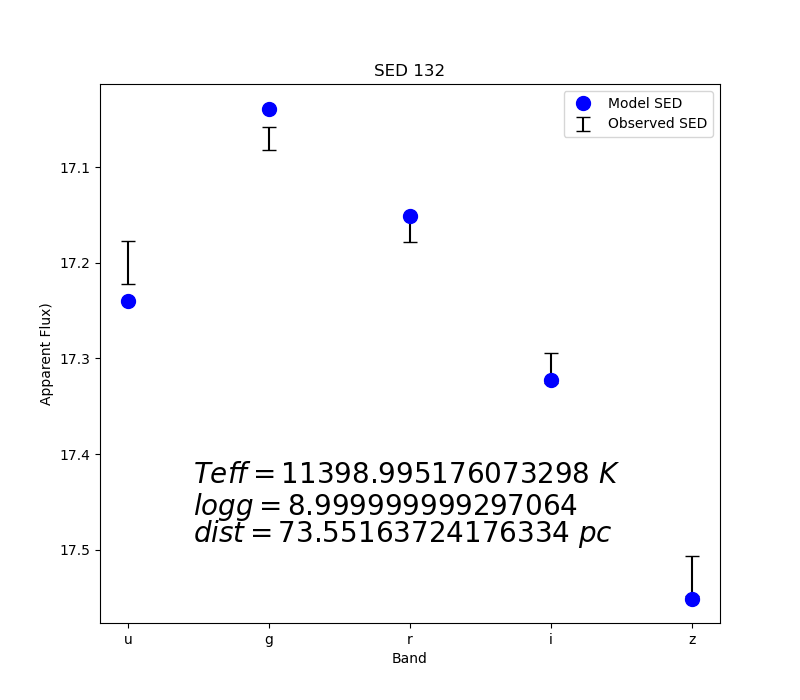 SED 132
Model SED
Observed SED
17.1
17.2
17.3
17.4
17.5
Apparent Flux)
Teff = 11398.995176073298 K
logg = 8.999999999297064
dist = 73.55163724176334 pc
u g r i z
Band